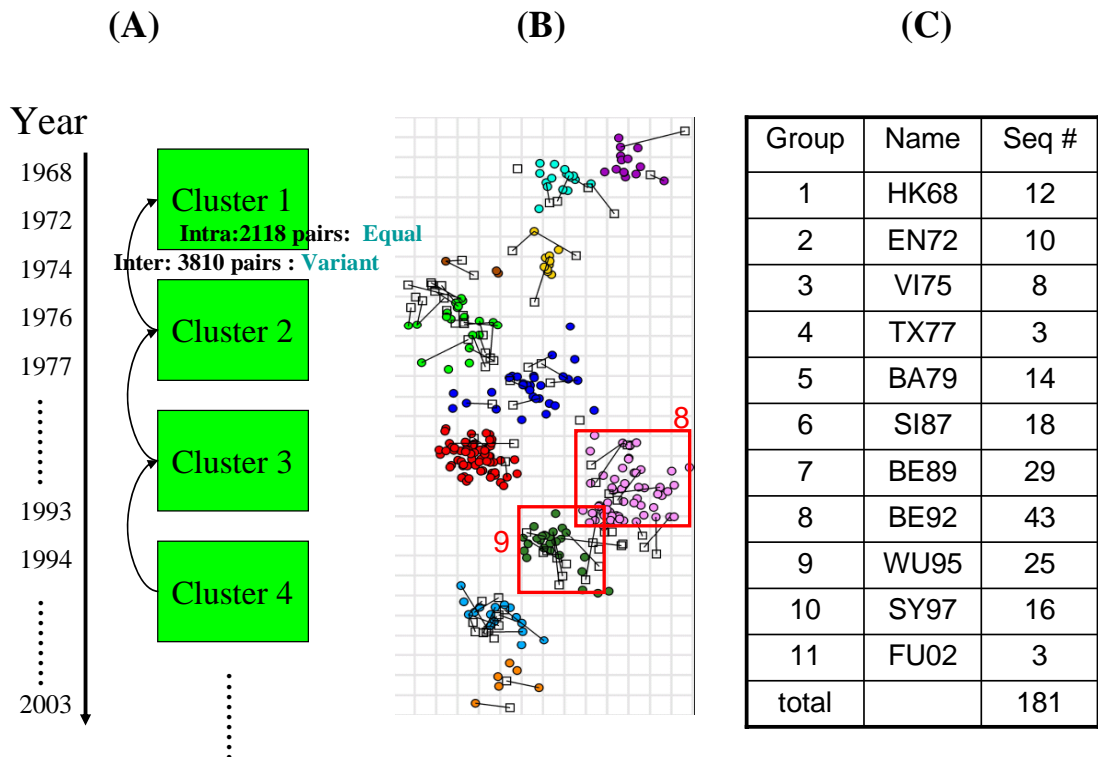 (A)
(B)
(C)
Year
1968
1972
1974
1976
1977
1993
1994
2003
Cluster 1
Intra:2118 pairs: Equal
Inter: 3810 pairs : Variant
Cluster 2
Cluster 3
Cluster 4
8
9
Group Name Seq #
1 HK68 12
2 EN72 10
3 VI75 8
4 TX77 3
5 BA79 14
6 SI87 18
7 BE89 29
8 BE92 43
9 WU95 25
10 SY97 16
11 FU02 3
total 181